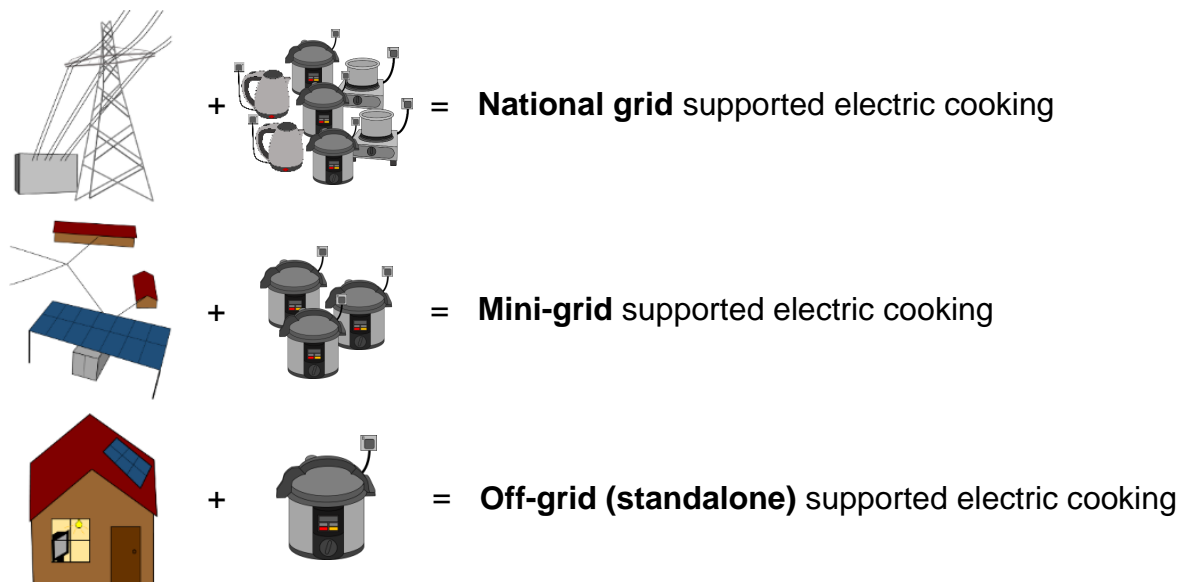 + = National grid supported electric cooking
+ = Mini-grid supported electric cooking
+ = Off-grid (standalone) supported electric cooking